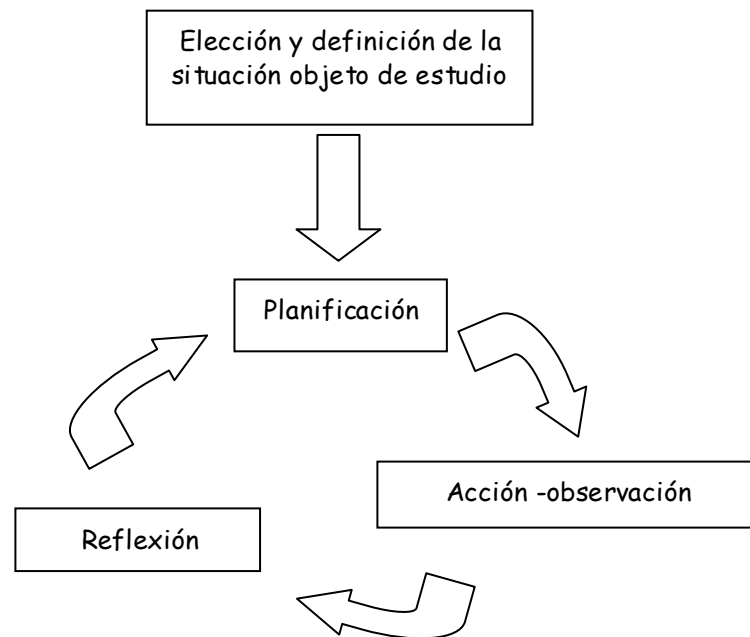 Elección y definición de la
situación objeto de estudio
Planificación
Acción -observación
Reflexión